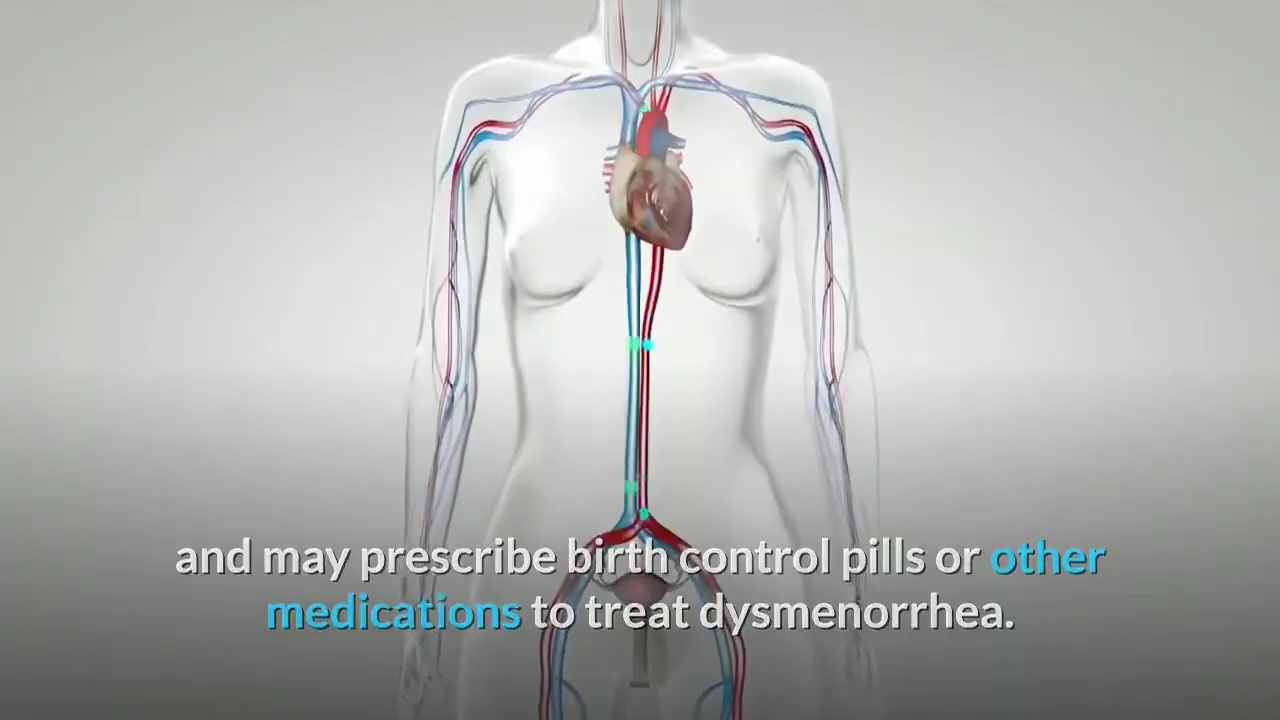 and may prescribe birth control pills or other
medications to treat dysmenorrhea.